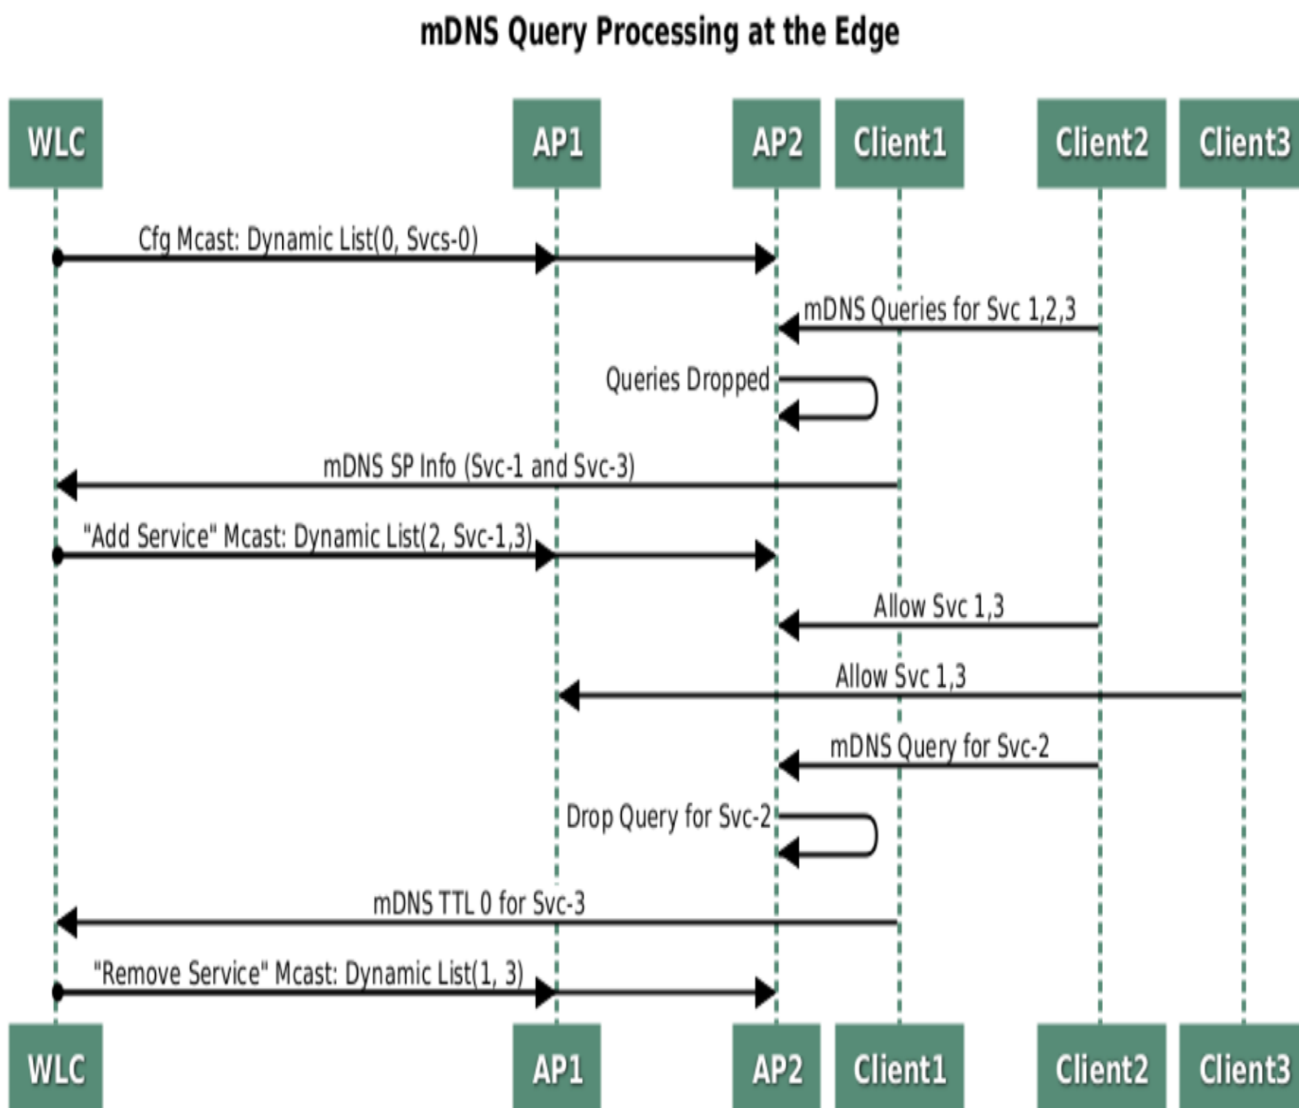 mDNS Query Processing at the Edge
WLC AP1 AP2 Client1 Client2 Client3
Cfg Mcast: Dynamic List(0, Svcs-0)
mDNS Queries for Svc 1,2,3
Queries Dropped
mDNS SP Info (Svc-1 and Svc-3)
"Add Service" Mcast: Dynamic List(2, Svc-1,3)
Allow Svc 1,3
Allow Svc 1,3
mDNS Query for Svc-2
Drop Query for Svc-2
mDNS TTL 0 for Svc-3
"Remove Service" Mcast: Dynamic List(1, 3)
WLC AP1 AP2 Client1 Client2 Client3